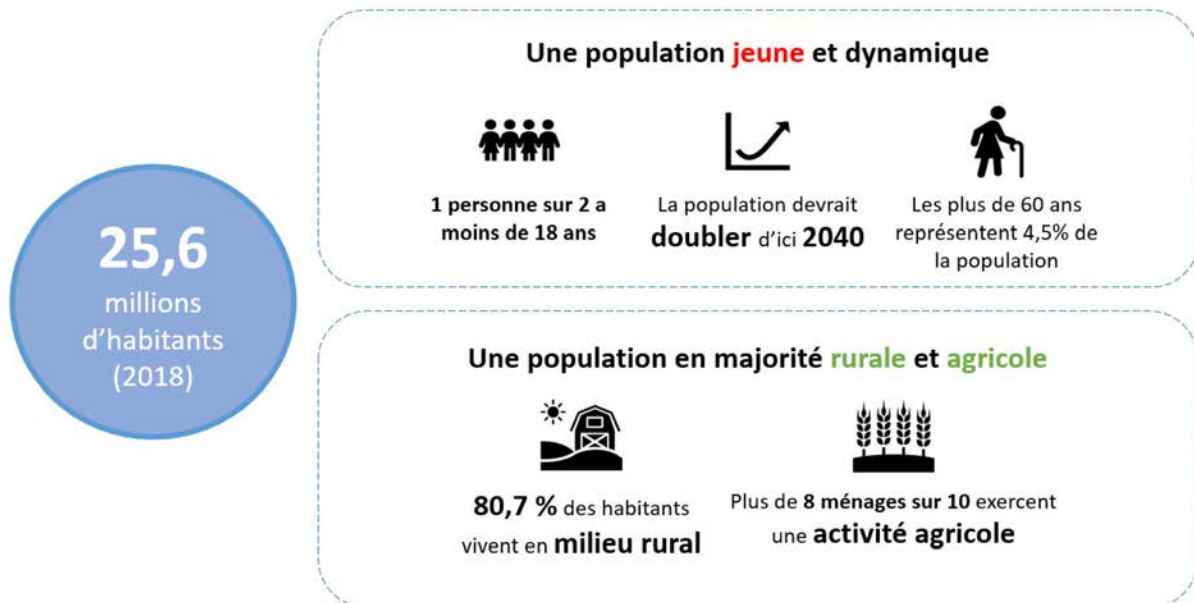 25,6
millions
d'habitants
(2018)
Une population jeune et dynamique
1 personne sur 2 a
moins de 18 ans
La population devrait
doubler d'ici 2040
Les plus de 60 ans
représentent 4,5% de
la population
Une population en majorité rurale et agricole
80,7 % des habitants
vivent en milieu rural
Plus de 8 ménages sur 10 exercent
une activité agricole